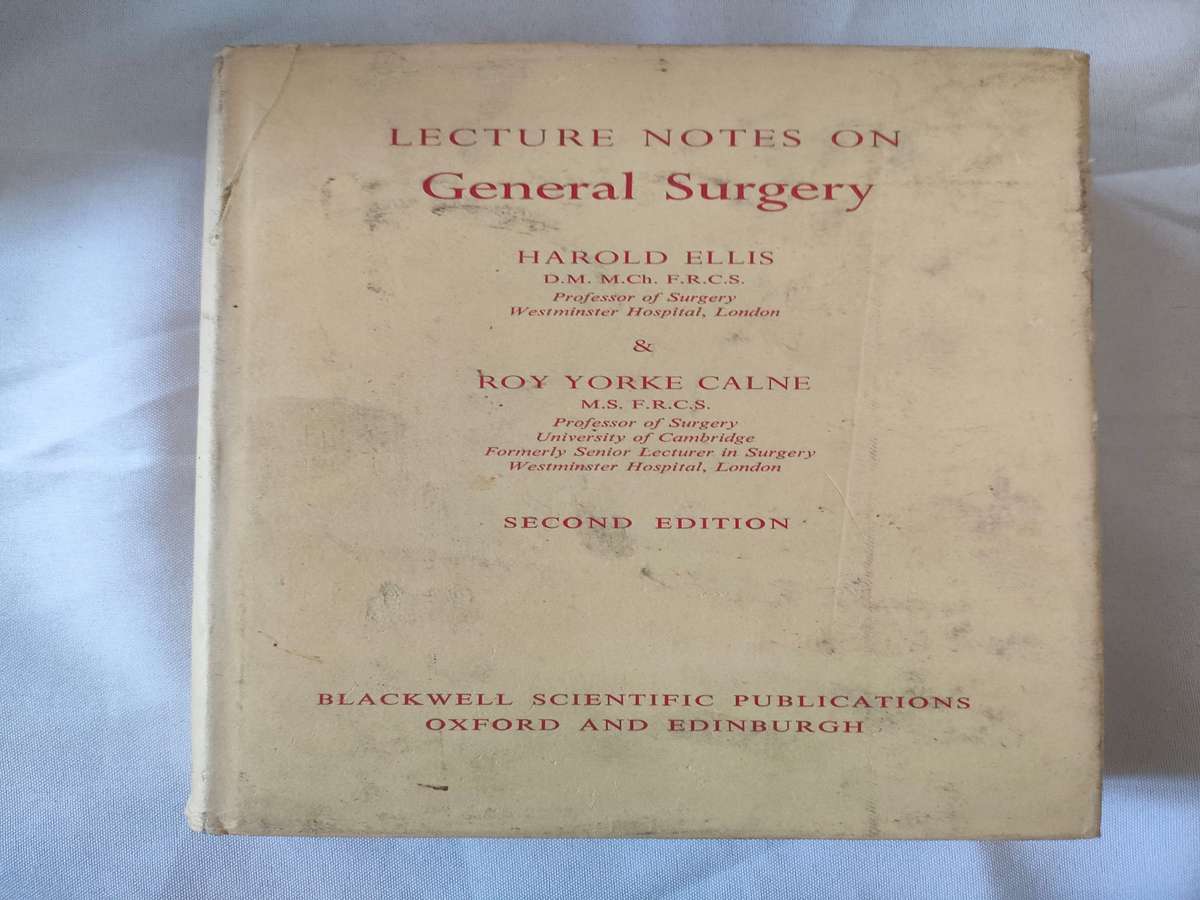 LECTURE NOTES ON
General Surgery
HAROLD ELLIS
D.M. M.Ch. F.R.C.S.
Professor of Surgery
Westminster Hospital, London
&
ROY YORKE CALNE
M.S. F.R.C.S.
Professor of Surgery
University of Cambridge
Formerly Senior Lecturer in Surgery
Westminster Hospital, London
SECOND EDITION
BLACKWELL SCIENTIFIC PUBLICATIONS
OXFORD AND EDINBURGH